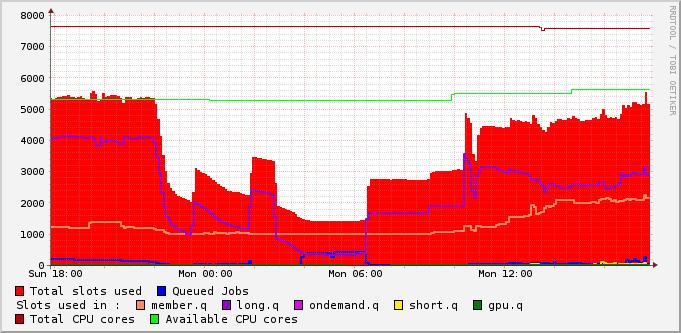 8000
7000
6000
5000
4000
3000
2000
1000
0
Sun 18:00 Mon 00:00 Mon 06:00 Mon 12:00
RRDTOOL / TOBI OETIKER
Total slots used Queued Jobs
Slots used in : member.q long.q ondemand.q short.q gpu.q
Total CPU cores Available CPU cores